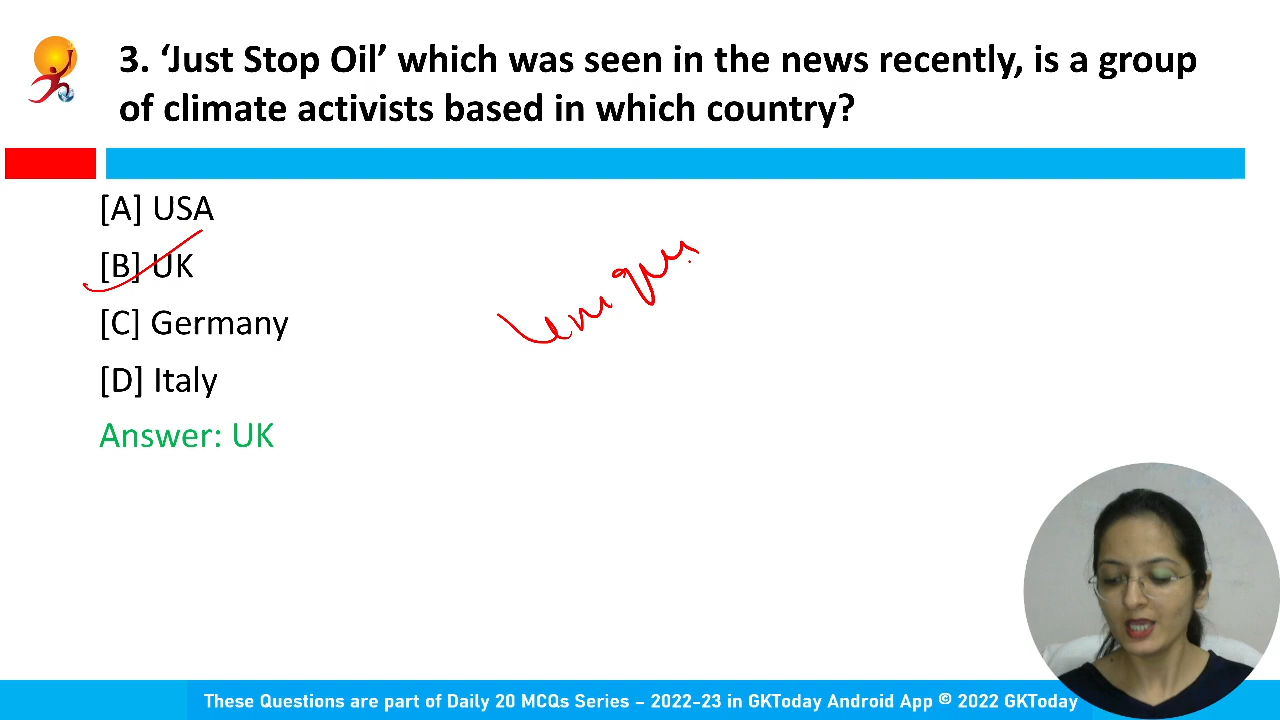 3. ‘Just Stop Oil’ which was seen in the news recently, is a group
of climate activists based in which country?
[A] USA
[B] UK
[C] Germany
[D] Italy
Answer: UK
These Questions are part of Daily 20 MCQs Series – 2022-23 in GKToday Android App © 2022 GKToday